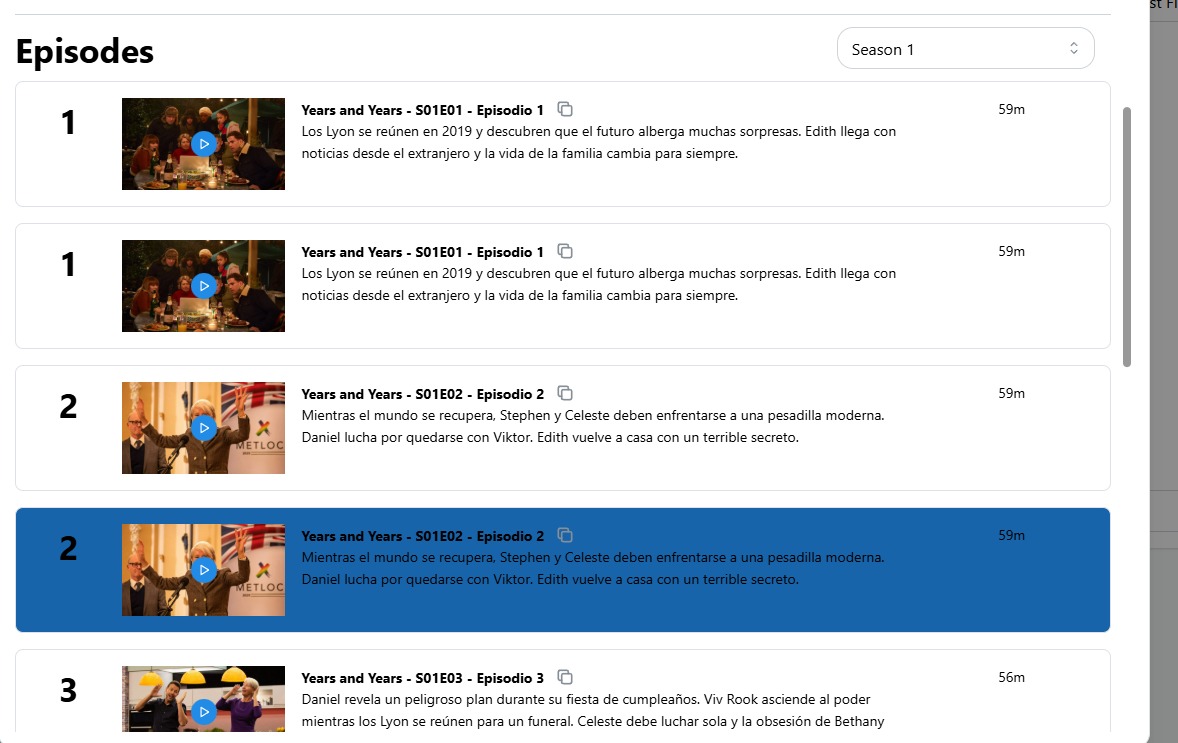 st Fi
Episodes
Season 1
1
Years and Years - S01E01 - Episodio 1
59m
Los Lyon se reúnen en 2019 y descubren que el futuro alberga muchas sorpresas. Edith llega con
noticias desde el extranjero y la vida de la familia cambia para siempre.
1
Years and Years - S01E01 - Episodio 1
59m
Los Lyon se reúnen en 2019 y descubren que el futuro alberga muchas sorpresas. Edith llega con
noticias desde el extranjero y la vida de la familia cambia para siempre.
2
Years and Years - S01E02 - Episodio 2
59m
Mientras el mundo se recupera, Stephen y Celeste deben enfrentarse a una pesadilla moderna.
Daniel lucha por quedarse con Viktor. Edith vuelve a casa con un terrible secreto.
METLOC
2
Years and Years - S01E02 - Episodio 2
59m
Mientras el mundo se recupera, Stephen y Celeste deben enfrentarse a una pesadilla moderna.
Daniel lucha por quedarse con Viktor. Edith vuelve a casa con un terrible secreto.
METLOC
3
Years and Years - S01E03 - Episodio 3
56m
Daniel revela un peligroso plan durante su fiesta de cumpleaños. Viv Rook asciende al poder
mientras los Lyon se reúnen para un funeral. Celeste debe luchar sola y la obsesión de Bethany